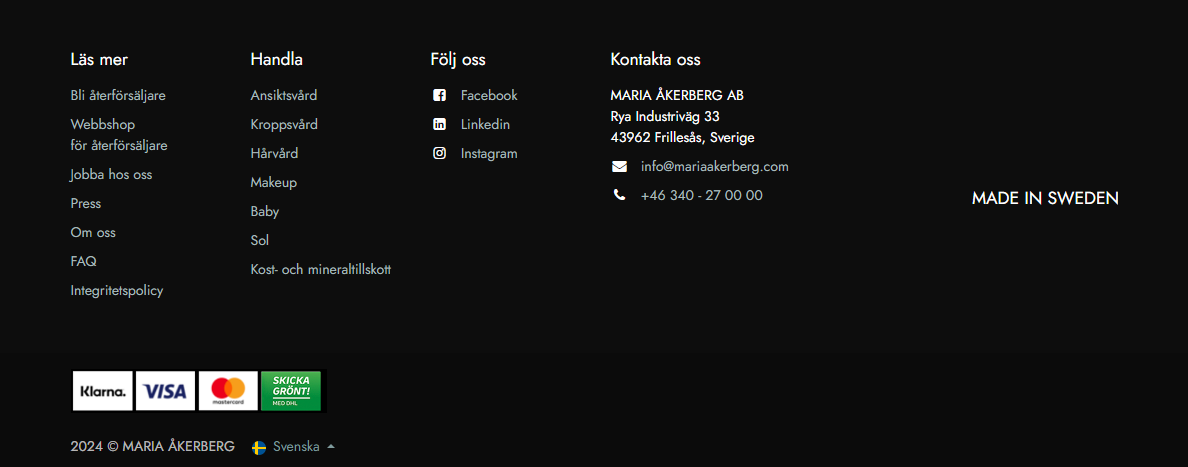 Läs mer
Bli återförsäljare
Webbshop
för återförsäljare
Jobba hos oss
Press
Om oss
FAQ
Integritetspolicy
Handla
Ansiktsvård
Kroppsvård
Hårvård
Makeup
Baby
Sol
Kost- och mineraltillskott
Följ oss
Facebook
Linkedin
Instagram
Kontakta oss
MARIA ÅKERBERG AB
Rya Industriväg 33
43962 Frillesås, Sverige
info@mariaakerberg.com
+46 340 - 27 00 00
MADE IN SWEDEN
Klarna.
VISA
mastercard
SKICKA
GRÖNT!
MED DHL
2024 © MARIA ÅKERBERG
Svenska